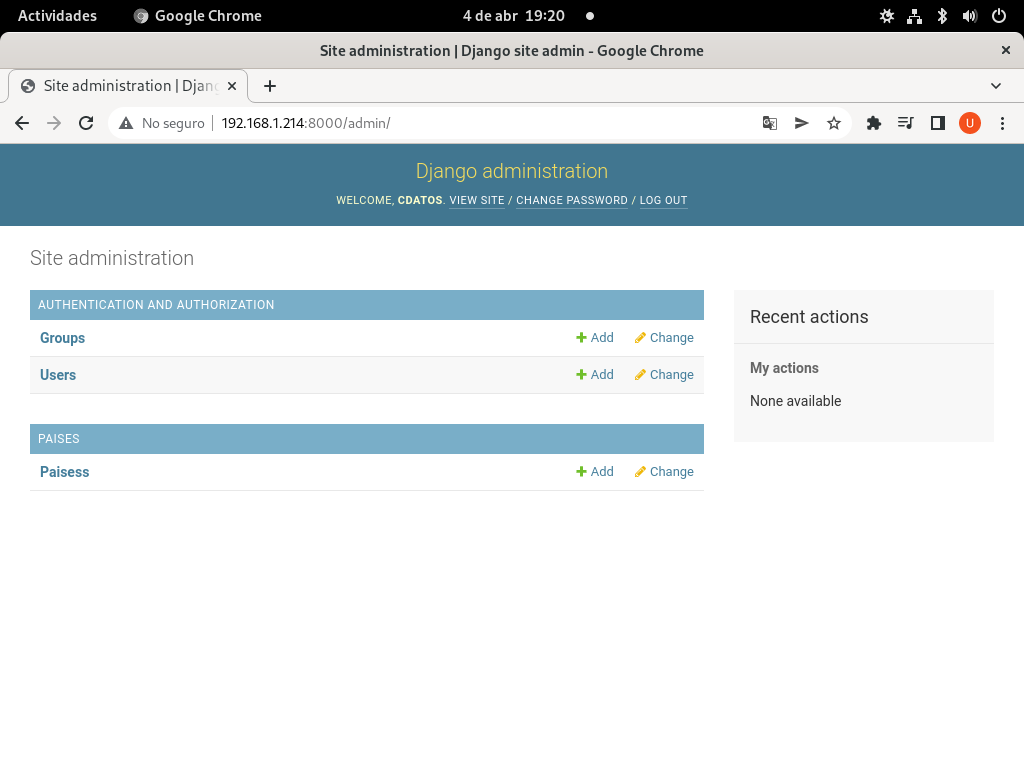 Actividades Google Chrome 4 de abr 19:20
Site administration | Django site admin - Google Chrome
Site administration | Djang
No seguro 192.168.1.214:8000/admin/ U
Django administration
WELCOME, CDATOS. VIEW SITE / CHANGE PASSWORD / LOG OUT
Site administration
AUTHENTICATION AND AUTHORIZATION
Groups Add Change
Users Add Change
PAISES
Paisess Add Change
Recent actions
My actions
None available